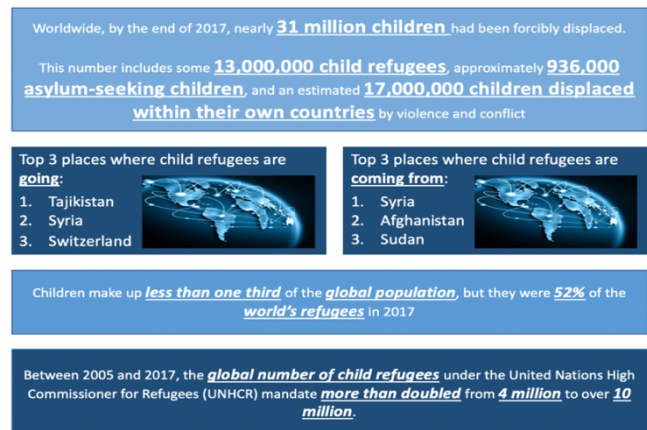 Worldwide, by the end of 2017, nearly 31 million children had been forcibly displaced.
This number includes some 13,000,000 child refugees, approximately 936,000
asylum-seeking children, and an estimated 17,000,000 children displaced
within their own countries by violence and conflict
Top 3 places where child refugees are
going:
1. Tajikistan
2. Syria
3. Switzerland
Top 3 places where child refugees are
coming from:
1. Syria
2. Afghanistan
3. Sudan
Children make up less than one third of the global population, but they were 52% of the
world's refugees in 2017
Between 2005 and 2017, the global number of child refugees under the United Nations High
Commissioner for Refugees (UNHCR) mandate more than doubled from 4 million to over 10
million.